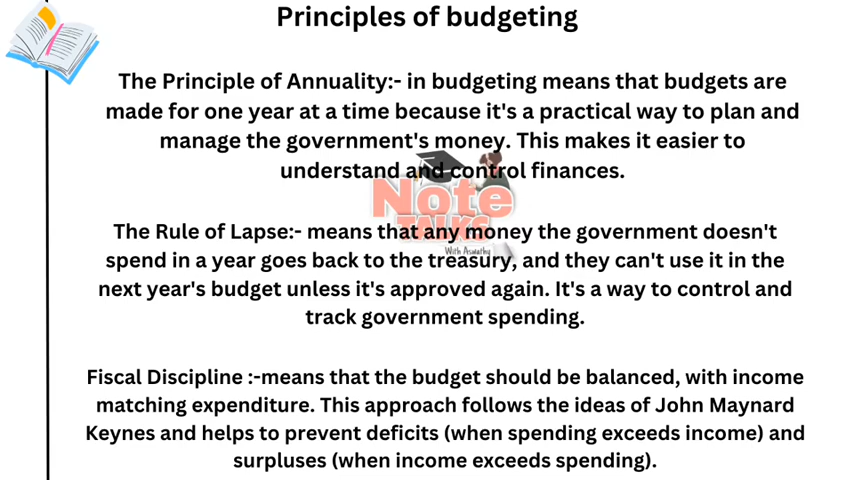 Principles of budgeting
The Principle of Annuality:- in budgeting means that budgets are
made for one year at a time because it's a practical way to plan and
manage the government's money. This makes it easier to
understand and control finances.
Note
TALKS
With Aswathy
The Rule of Lapse:- means that any money the government doesn't
spend in a year goes back to the treasury, and they can't use it in the
next year's budget unless it's approved again. It's a way to control and
track government spending.
Fiscal Discipline :-means that the budget should be balanced, with income
matching expenditure. This approach follows the ideas of John Maynard
Keynes and helps to prevent deficits (when spending exceeds income) and
surpluses (when income exceeds spending).